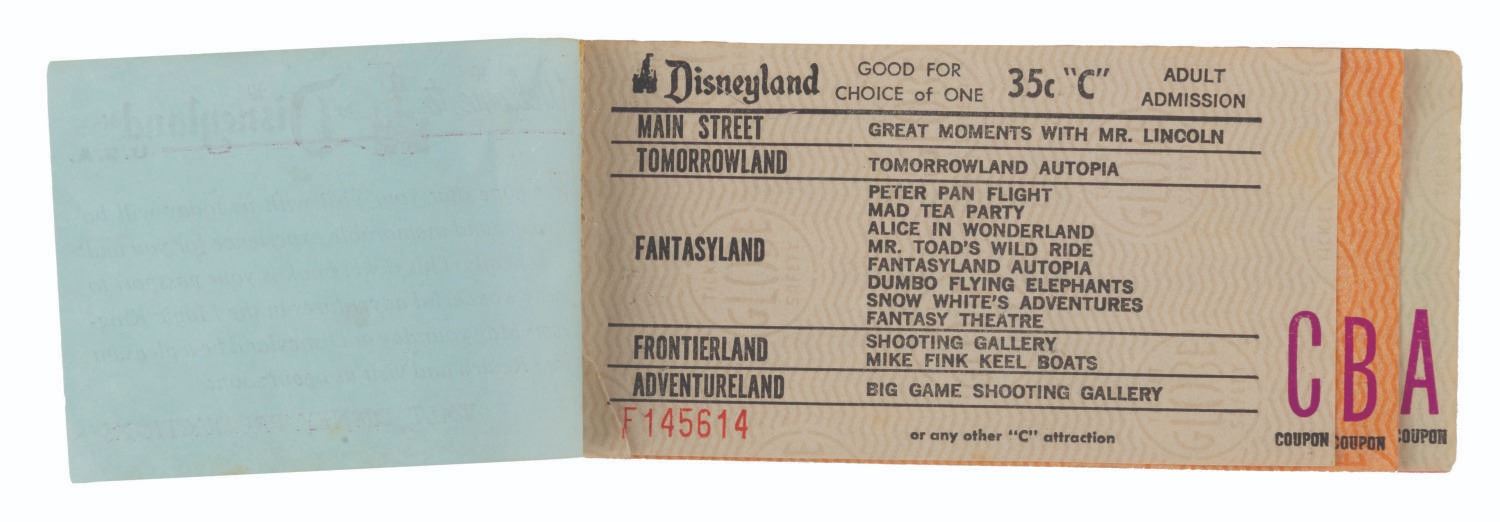 Disneyland GOOD FOR CHOICE of ONE 35c "C" ADULT ADMISSION
MAIN STREET GREAT MOMENTS WITH MR. LINCOLN
TOMORROWLAND TOMORROWLAND AUTOPIA
FANTASYLAND
PETER PAN FLIGHT
MAD TEA PARTY
ALICE IN WONDERLAND
MR. TOAD'S WILD RIDE
FANTASYLAND AUTOPIA
DUMBO FLYING ELEPHANTS
SNOW WHITE'S ADVENTURES
FANTASY THEATRE
FRONTIERLAND
SHOOTING GALLERY
MIKE FINK KEEL BOATS
ADVENTURELAND BIG GAME SHOOTING GALLERY
F145614
or any other "C" attraction
C B A
COUPON COUPON COUPON